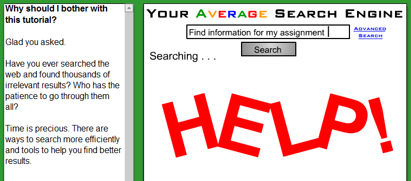 Why should I bother with
this tutorial?
Glad you asked.
Have you ever searched the
web and found thousands of
irrelevant results? Who has the
patience to go through them
all?
Time is precious. There are
ways to search more efficiently
and tools to help you find better
results.
YOUR AVERAGE SEARCH ENGINE
Find information for my assignment
Advanced
Search
Search
Searching . . .
HELP!